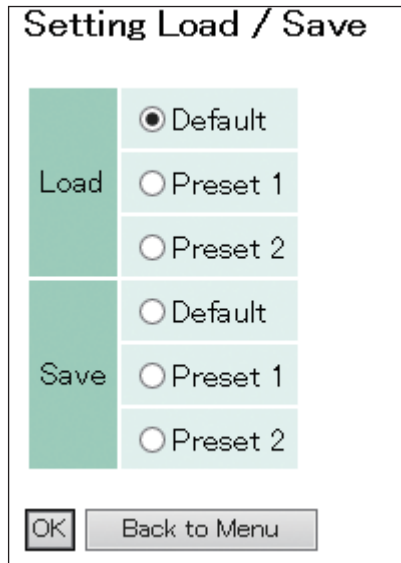 Setting Load / Save
Load
Default
Preset 1
Preset 2
Save
Default
Preset 1
Preset 2
OK Back to Menu